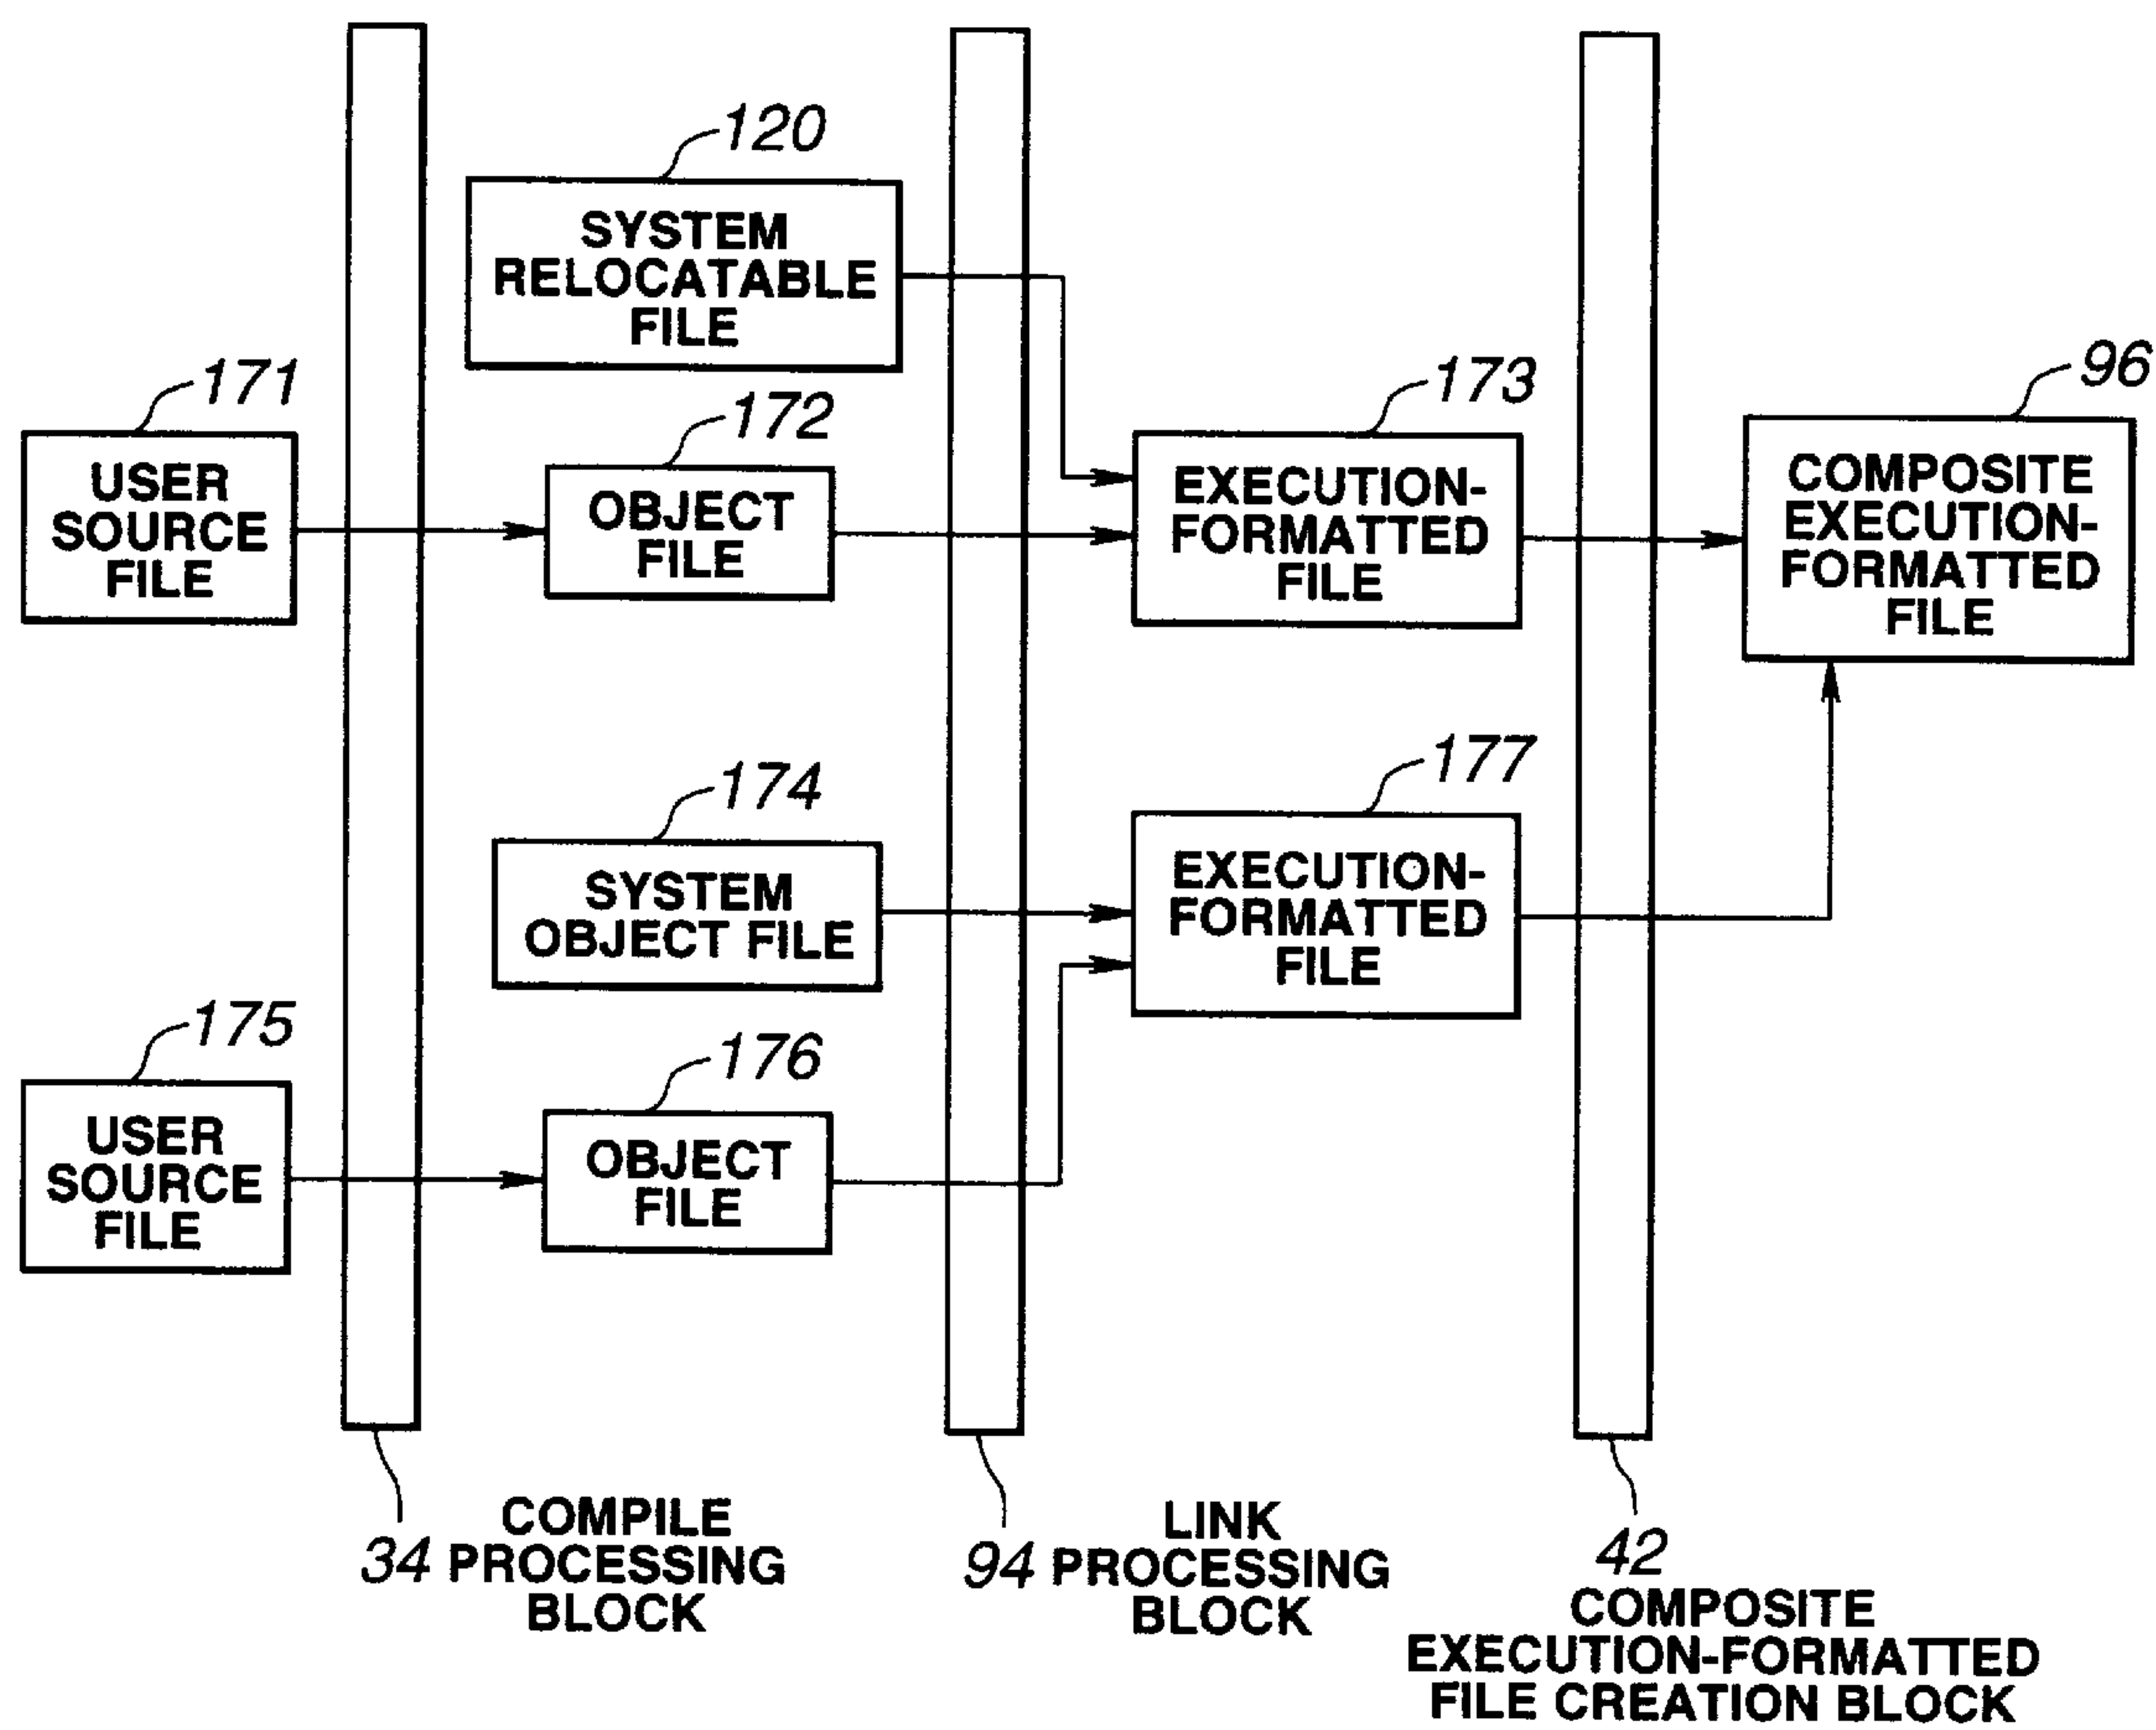 120
SYSTEM
RELOCATABLE
FILE
171
USER
SOURCE
FILE
172
OBJECT
FILE
173
EXECUTION-
FORMATTED
FILE
96
COMPOSITE
EXECUTION-
FORMATTED
FILE
174
SYSTEM
OBJECT FILE
177
EXECUTION-
FORMATTED
FILE
175
USER
SOURCE
FILE
176
OBJECT
FILE
34
COMPILE
PROCESSING
BLOCK
94
LINK
PROCESSING
BLOCK
42
COMPOSITE
EXECUTION-FORMATTED
FILE CREATION BLOCK